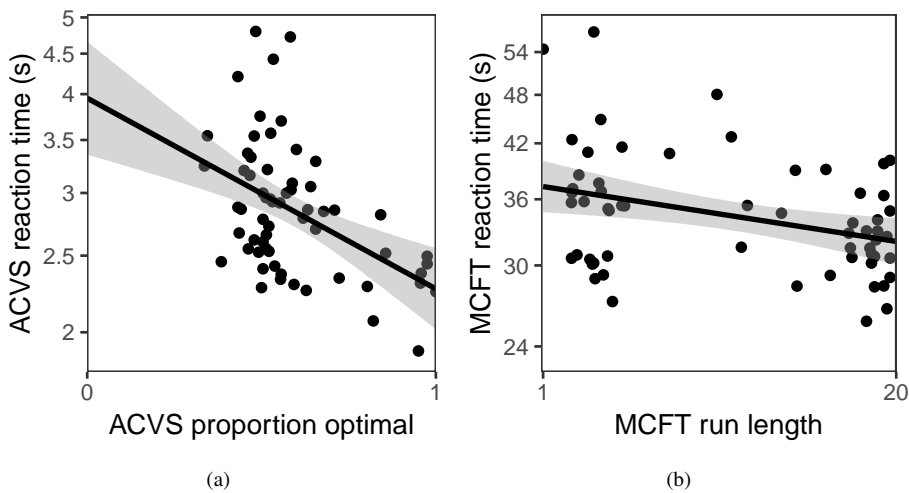 ACVS reaction time (s)
5
4.5
4
3.5
3
2.5
2
0
1
ACVS proportion optimal
(a)
MCFT reaction time (s)
54
48
42
36
30
24
1
20
MCFT run length
(b)